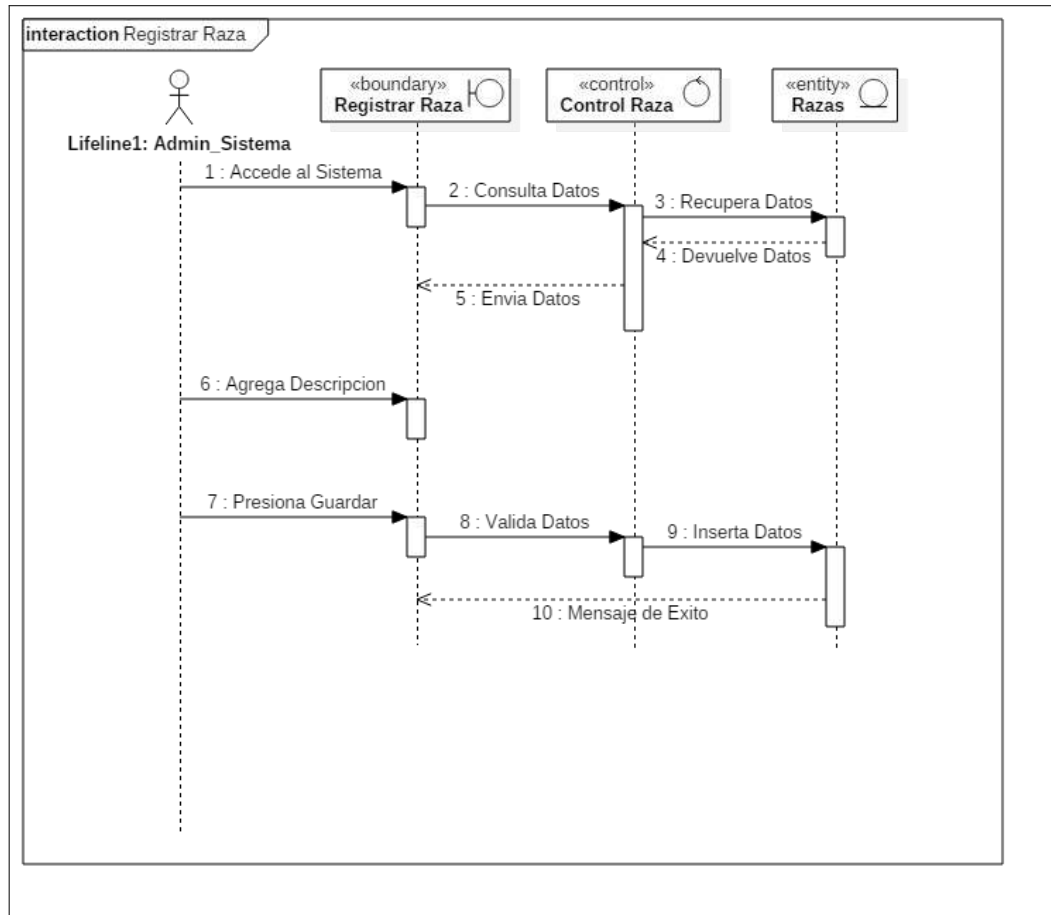 interaction Registrar Raza
«boundary»
Registrar Raza
«control»
Control Raza
«entity»
Razas
Lifeline1: Admin_Sistema
1 : Accede al Sistema
2 : Consulta Datos
3 : Recupera Datos
4 : Devuelve Datos
5 : Envia Datos
6 : Agrega Descripcion
7 : Presiona Guardar
8 : Valida Datos
9 : Inserta Datos
10 : Mensaje de Exito